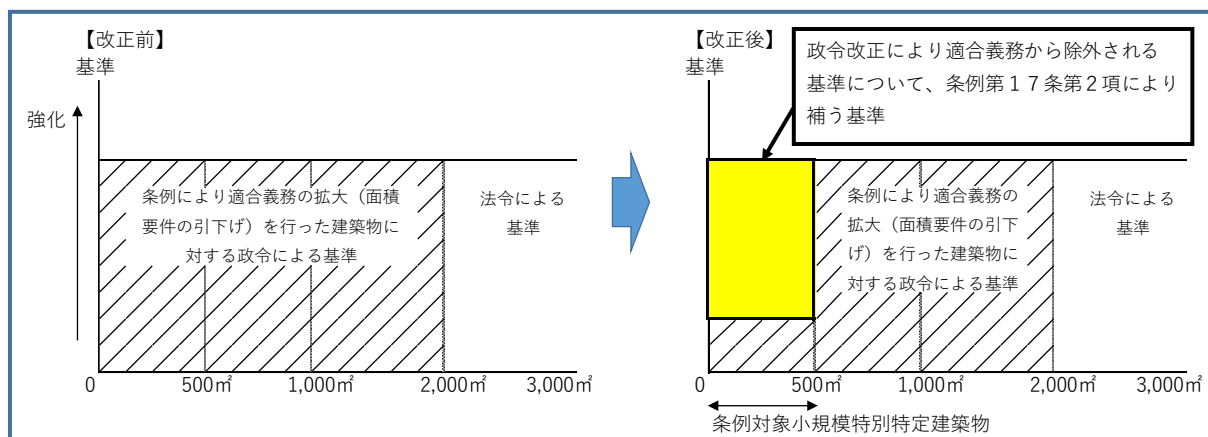 【改正前】
基準
強化
条例により適合義務の拡大（面積
要件の引下げ）を行った建築物に
対する政令による基準
法令による
基準
0
500㎡
1,000㎡
2,000㎡
3,000㎡
【改正後】
基準
政令改正により適合義務から除外される
基準について、条例第１７条第２項により
補う基準
条例により適合義務の
拡大（面積要件の引下
げ）を行った建築物に
対する政令による基準
法令による
基準
0
500㎡
1,000㎡
2,000㎡
3,000㎡
条例対象小規模特別特定建築物